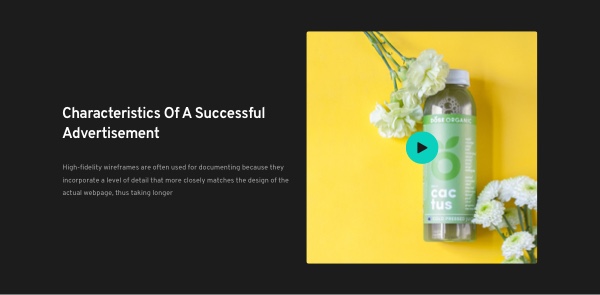 Characteristics Of A Successful
Advertisement
High-fidelity wireframes are often used for documenting because they
incorporate a level of detail that more closely matches the design of the
actual webpage, thus taking longer
ORGANIC
cac
tus